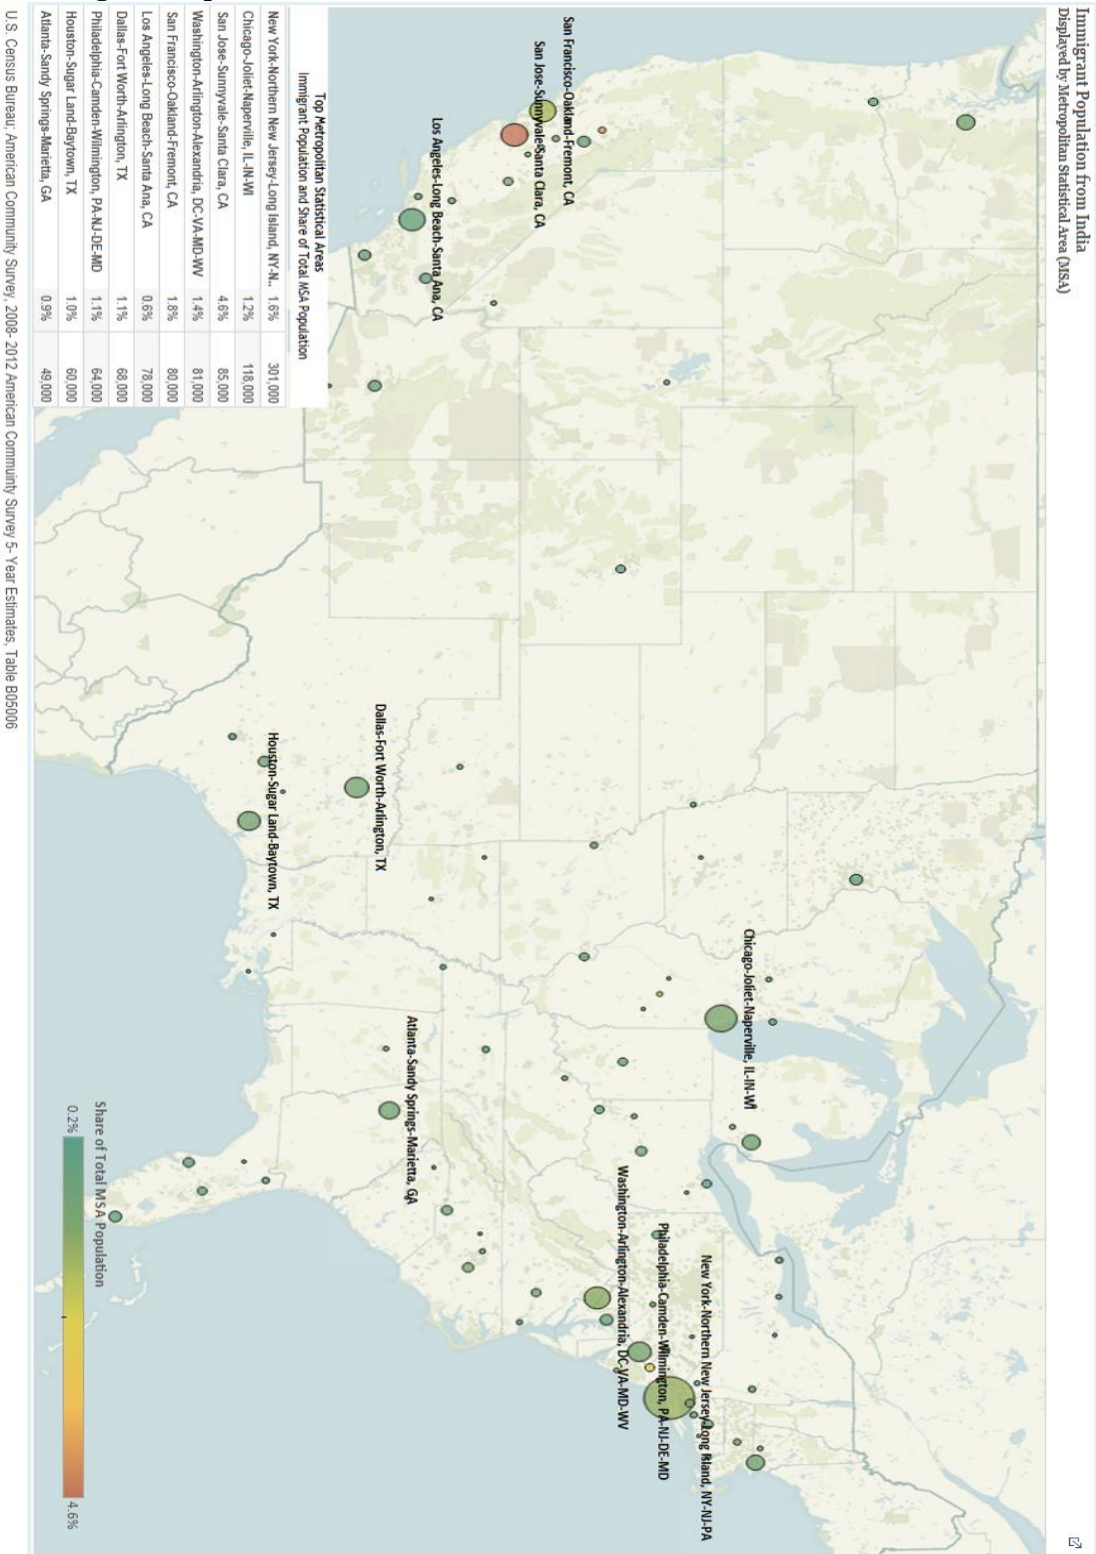 Immigrant Population from India
Displayed by Metropolitan Statistical Area (MSA)
San Francisco-Oakland-Fremont, CA
San Jose-Sunnyvale-Santa Clara, CA
Los Angeles-Long Beach-Santa Ana, CA
Dallas-Fort Worth-Arlington, TX
Houston-Sugar Land-Baytown, TX
Chicago-Joliet-Naperville, IL-IN-WI
Atlanta-Sandy Springs-Marietta, GA
Washington-Arlington-Alexandria, DC-VA-MD-WV
Philadelphia-Camden-Wilmington, PA-NJ-DE-MD
New York-Northern New Jersey-Long Island, NY-NJ-PA
Top Metropolitan Statistical Areas
Immigrant Population and Share of Total MSA Population
New York-Northern New Jersey-Long Island, NY-N.. 1.6% 301,000
Chicago-Joliet-Naperville, IL-IN-WI 1.2% 118,000
San Jose-Sunnyvale-Santa Clara, CA 4.6% 85,000
Washington-Arlington-Alexandria, DC-VA-MD-WV 1.4% 81,000
San Francisco-Oakland-Fremont, CA 1.8% 80,000
Los Angeles-Long Beach-Santa Ana, CA 0.6% 78,000
Dallas-Fort Worth-Arlington, TX 1.1% 68,000
Philadelphia-Camden-Wilmington, PA-NJ-DE-MD 1.1% 64,000
Houston-Sugar Land-Baytown, TX 1.0% 60,000
Atlanta-Sandy Springs-Marietta, GA 0.9% 49,000
Share of Total MSA Population
0.2% 4.6%
U.S. Census Bureau; American Community Survey, 2008- 2012 American Commuinty Survey 5- Year Estimates, Table B05006